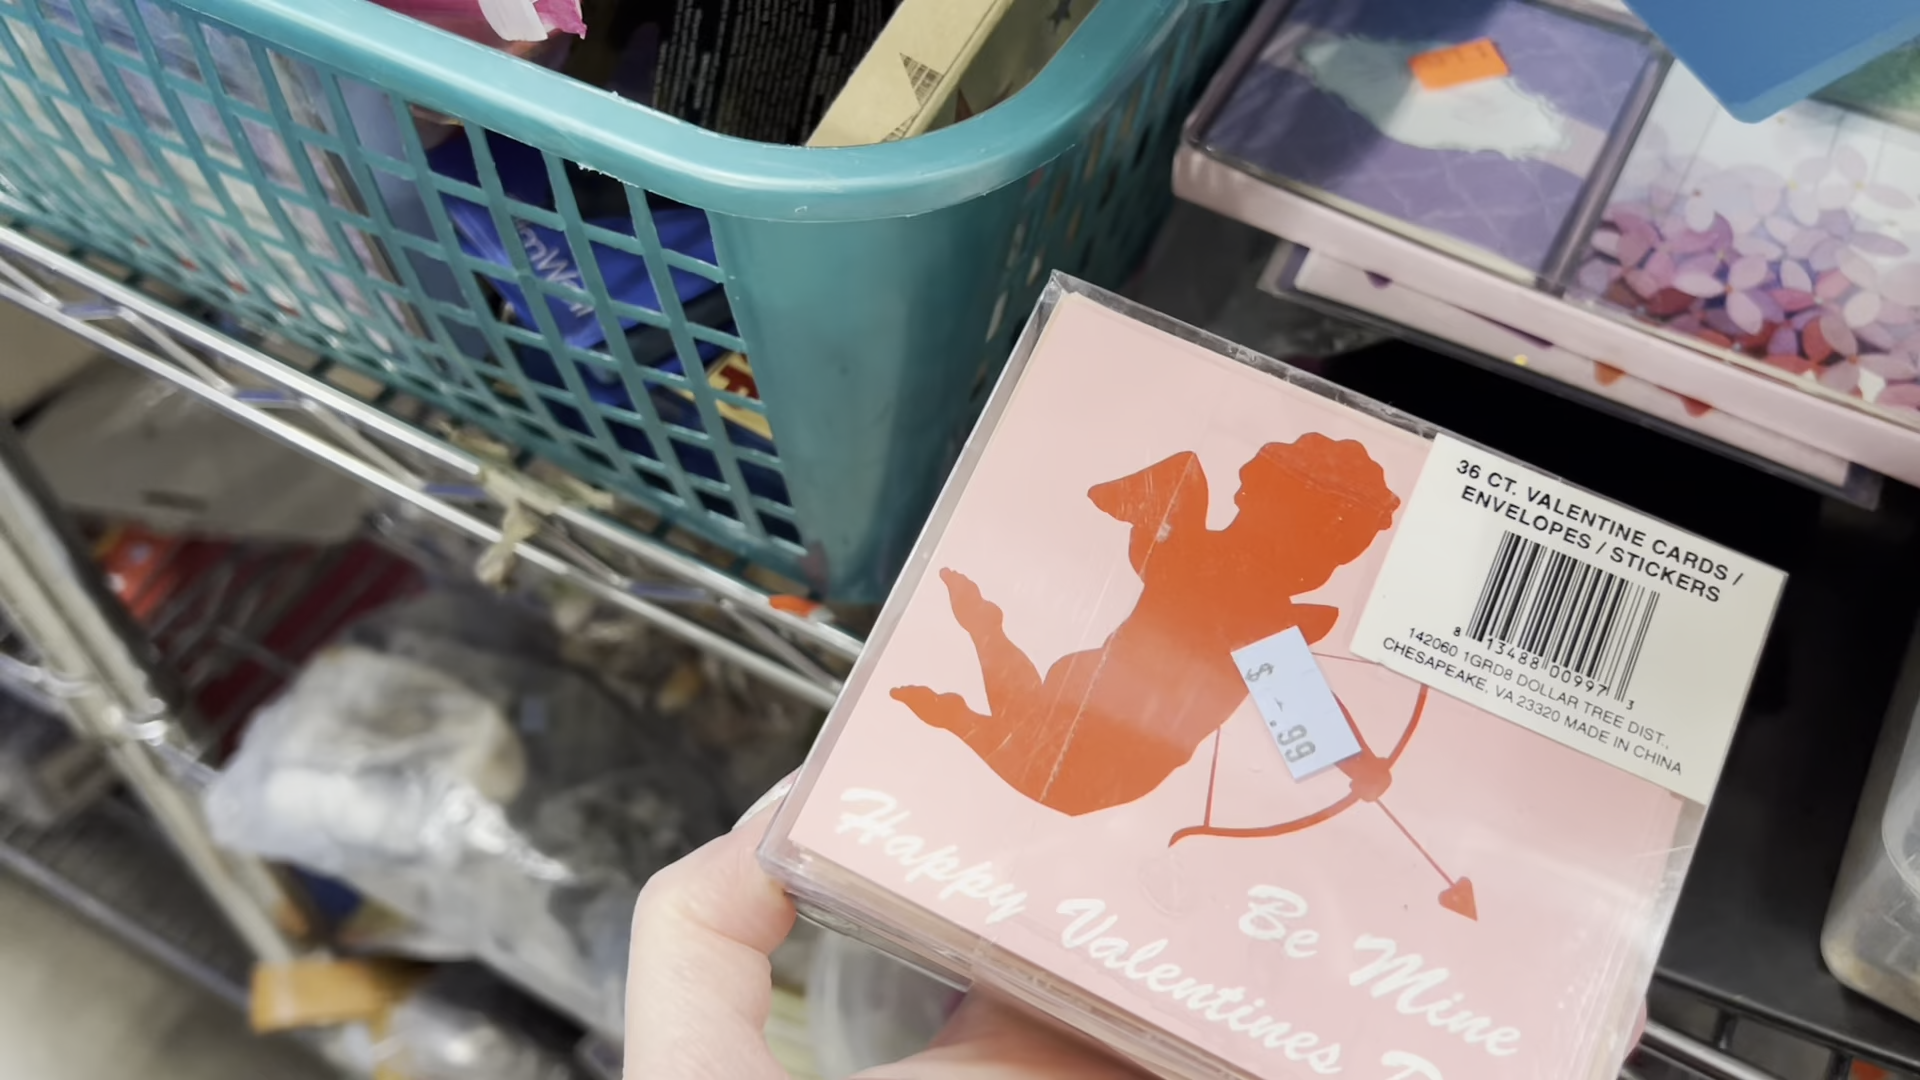 36 CT. VALENTINE CARDS /
ENVELOPES / STICKERS
8 13488 00997 3
142060 1GRD8 DOLLAR TREE DIST.,
CHESAPEAKE, VA 23320 MADE IN CHINA
$ -.99
Be Mine
Happy Valentines